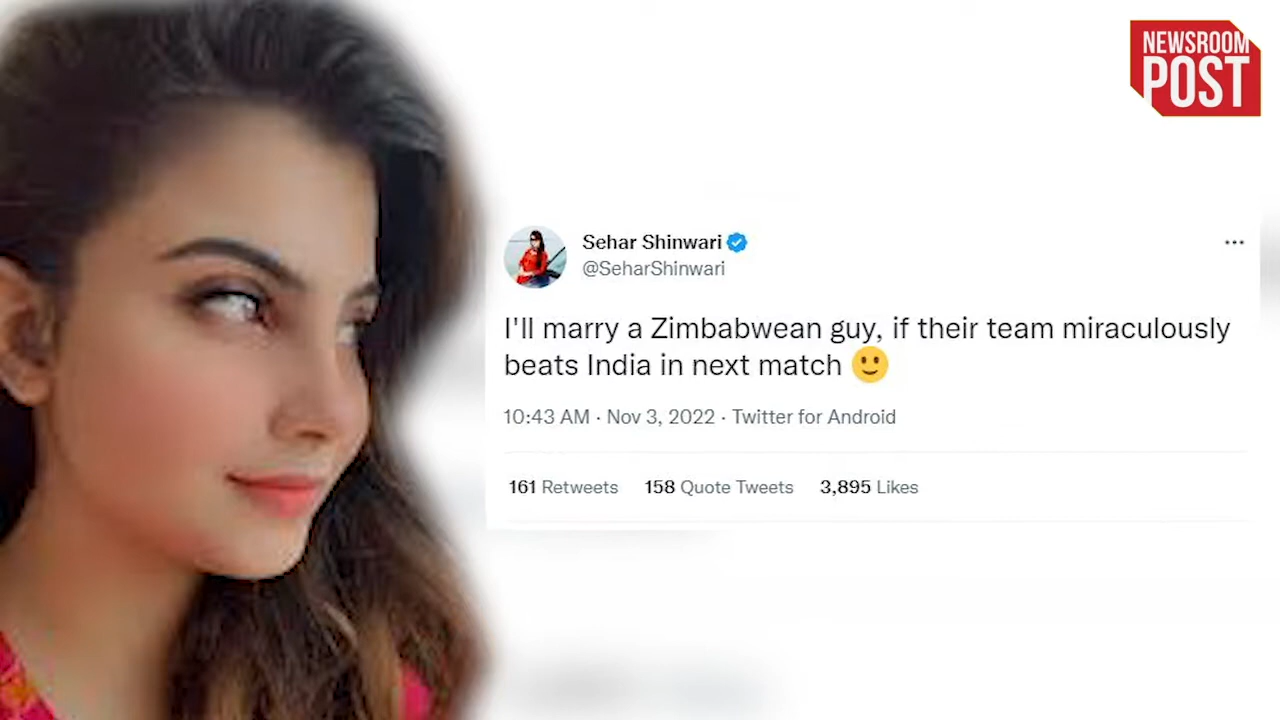 NEWSROOM
POST
Sehar Shinwari
@SeharShinwari
I'll marry a Zimbabwean guy, if their team miraculously
beats India in next match 🙂
10:43 AM · Nov 3, 2022 · Twitter for Android
161 Retweets 158 Quote Tweets 3,895 Likes